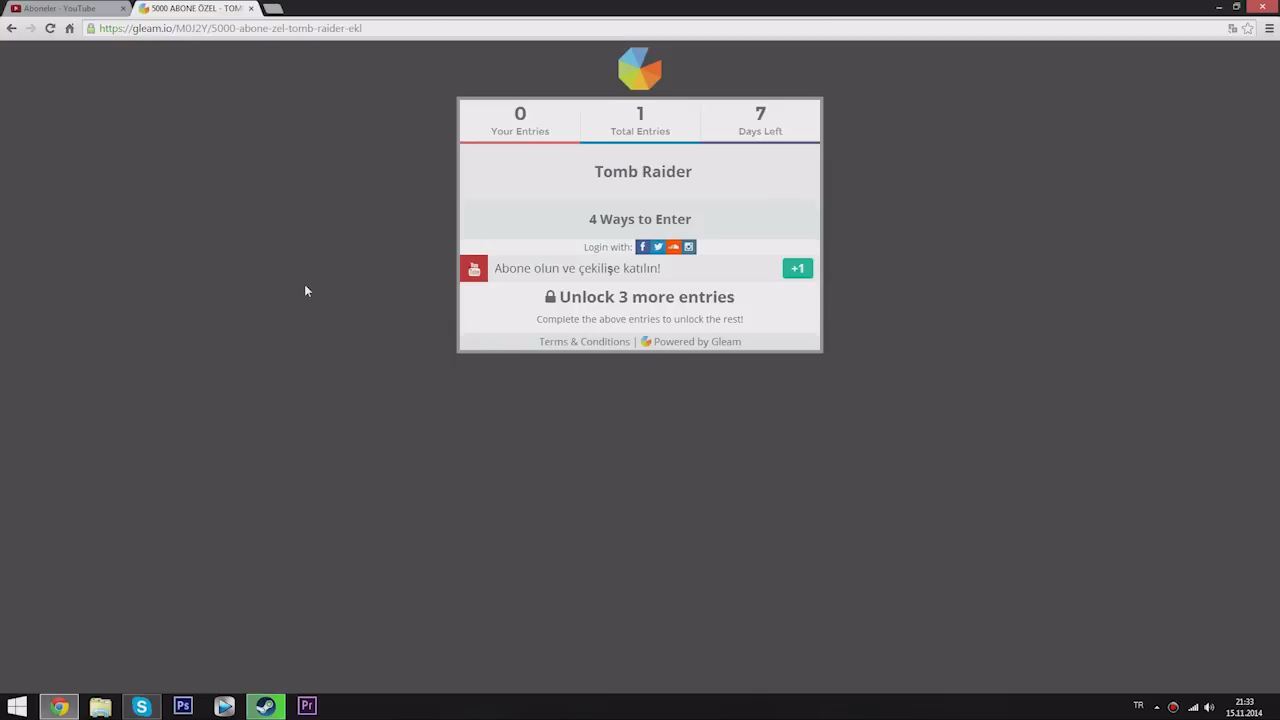 Aboneler - YouTube
5000 ABONE ÖZEL - TOM
https://gleam.io/M0J2Y/5000-abone-zel-tomb-raider-ekl
0
Your Entries
1
Total Entries
7
Days Left
Tomb Raider
4 Ways to Enter
Login with:
Abone olun ve çekilişe katılın!
+1
Unlock 3 more entries
Complete the above entries to unlock the rest!
Terms & Conditions | Powered by Gleam
Ps
Pr
TR
21:33
15.11.2014